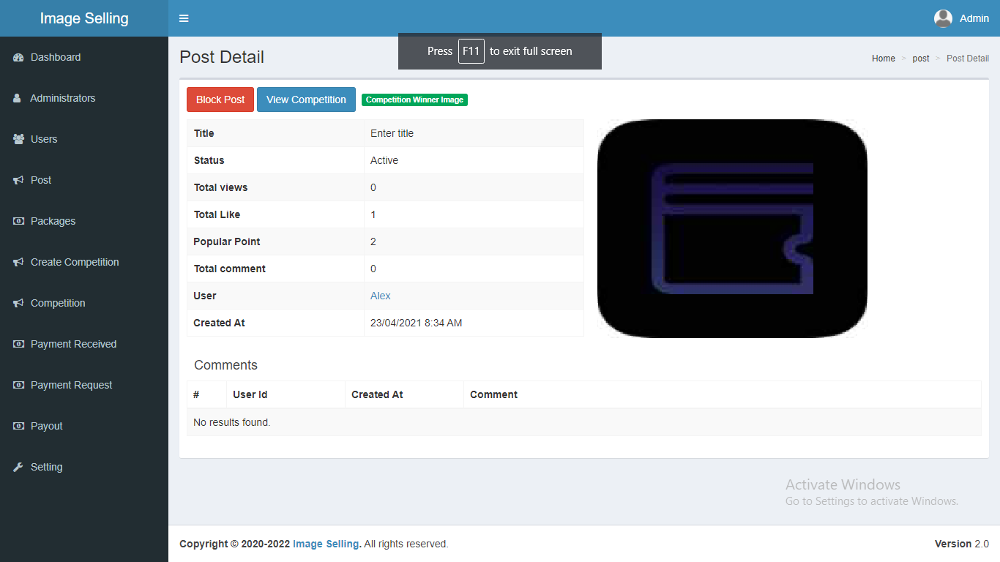 Image Selling
Admin
Press F11 to exit full screen
Dashboard
Administrators
Users
Post
Packages
Create Competition
Competition
Payment Received
Payment Request
Payout
Setting
Post Detail
Home > post > Post Detail
Block Post View Competition Competition Winner Image
Title Enter title
Status Active
Total views 0
Total Like 1
Popular Point 2
Total comment 0
User Alex
Created At 23/04/2021 8:34 AM
Comments
# User Id Created At Comment
No results found.
Activate Windows
Go to Settings to activate Windows.
Copyright © 2020-2022 Image Selling. All rights reserved.
Version 2.0